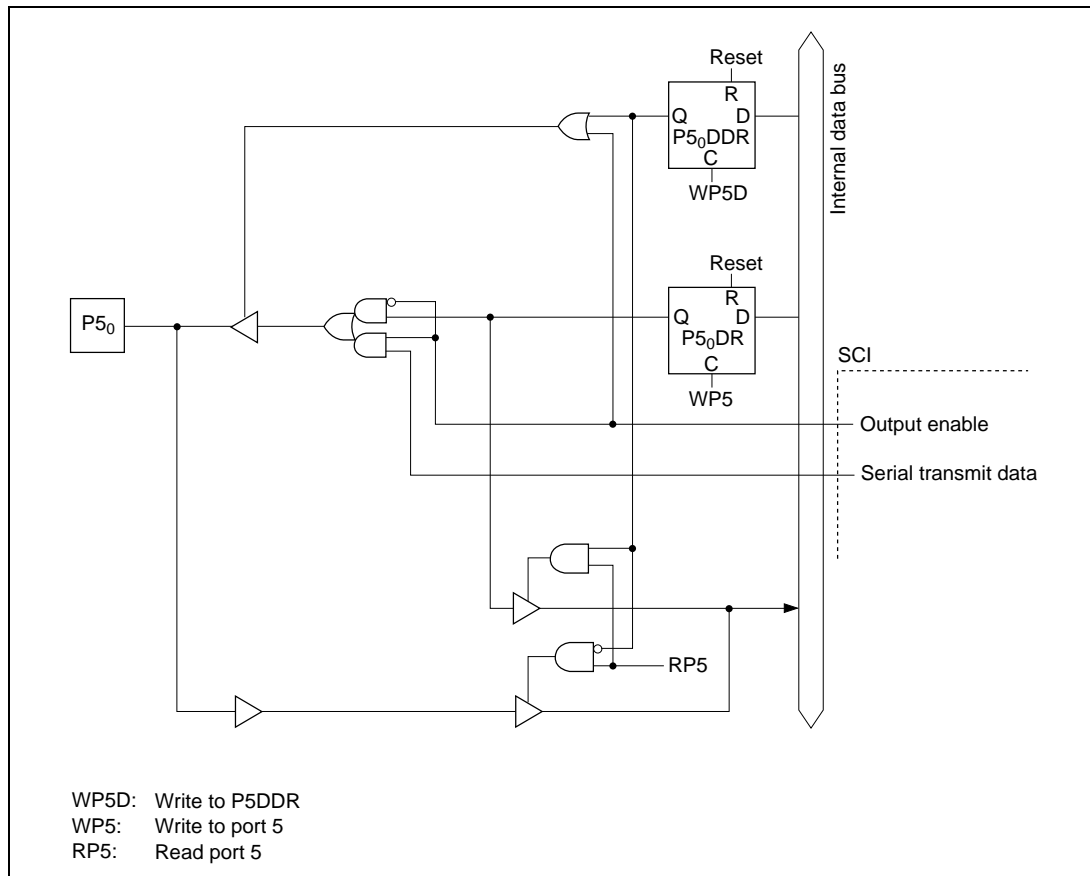 Reset
R
Q D
P5₀DDR
C
WP5D
Internal data bus
Reset
R
P5₀
Q D
P5₀DR
C
SCI
WP5
Output enable
Serial transmit data
RP5
WP5D: Write to P5DDR
WP5: Write to port 5
RP5: Read port 5